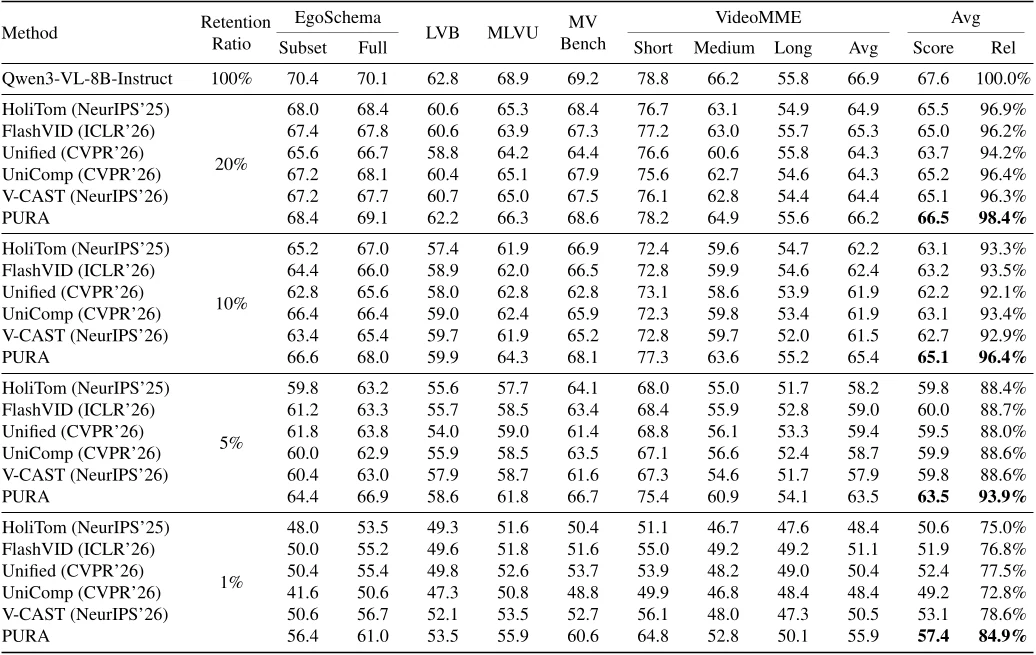 Method Retention Ratio EgoSchema LVB MLVU MV Bench VideoMME Avg
Subset Full Short Medium Long Avg Score Rel
Qwen3-VL-8B-Instruct 100% 70.4 70.1 62.8 68.9 69.2 78.8 66.2 55.8 66.9 67.6 100.0%
HoliTom (NeurIPS'25) 68.0 68.4 60.6 65.3 68.4 76.7 63.1 54.9 64.9 65.5 96.9%
FlashVID (ICLR'26) 67.4 67.8 60.6 63.9 67.3 77.2 63.0 55.7 65.3 65.0 96.2%
Unified (CVPR'26) 65.6 66.7 58.8 64.2 64.4 76.6 60.6 55.8 64.3 63.7 94.2%
20%
UniComp (CVPR'26) 67.2 68.1 60.4 65.1 67.9 75.6 62.7 54.6 64.3 65.2 96.4%
V-CAST (NeurIPS'26) 67.2 67.7 60.7 65.0 67.5 76.1 62.8 54.4 64.4 65.1 96.3%
PURA 68.4 69.1 62.2 66.3 68.6 78.2 64.9 55.6 66.2 66.5 98.4%
HoliTom (NeurIPS'25) 65.2 67.0 57.4 61.9 66.9 72.4 59.6 54.7 62.2 63.1 93.3%
FlashVID (ICLR'26) 64.4 66.0 58.9 62.0 66.5 72.8 59.9 54.6 62.4 63.2 93.5%
Unified (CVPR'26) 62.8 65.6 58.0 62.8 62.8 73.1 58.6 53.9 61.9 62.2 92.1%
10%
UniComp (CVPR'26) 66.4 66.4 59.0 62.4 65.9 72.3 59.8 53.4 61.9 63.1 93.4%
V-CAST (NeurIPS'26) 63.4 65.4 59.7 61.9 65.2 72.8 59.7 52.0 61.5 62.7 92.9%
PURA 66.6 68.0 59.9 64.3 68.1 77.3 63.6 55.2 65.4 65.1 96.4%
HoliTom (NeurIPS'25) 59.8 63.2 55.6 57.7 64.1 68.0 55.0 51.7 58.2 59.8 88.4%
FlashVID (ICLR'26) 61.2 63.3 55.7 58.5 63.4 68.4 55.9 52.8 59.0 60.0 88.7%
Unified (CVPR'26) 61.8 63.8 54.0 59.0 61.4 68.8 56.1 53.3 59.4 59.5 88.0%
5%
UniComp (CVPR'26) 60.0 62.9 55.9 58.5 63.5 67.1 56.6 52.4 58.7 59.9 88.6%
V-CAST (NeurIPS'26) 60.4 63.0 57.9 58.7 61.6 67.3 54.6 51.7 57.9 59.8 88.6%
PURA 64.4 66.9 58.6 61.8 66.7 75.4 60.9 54.1 63.5 63.5 93.9%
HoliTom (NeurIPS'25) 48.0 53.5 49.3 51.6 50.4 51.1 46.7 47.6 48.4 50.6 75.0%
FlashVID (ICLR'26) 50.0 55.2 49.6 51.8 51.6 55.0 49.2 49.2 51.1 51.9 76.8%
Unified (CVPR'26) 50.4 55.4 49.8 52.6 53.7 53.9 48.2 49.0 50.4 52.4 77.5%
1%
UniComp (CVPR'26) 41.6 50.6 47.3 50.8 48.8 49.9 46.8 48.4 48.4 49.2 72.8%
V-CAST (NeurIPS'26) 50.6 56.7 52.1 53.5 52.7 56.1 48.0 47.3 50.5 53.1 78.6%
PURA 56.4 61.0 53.5 55.9 60.6 64.8 52.8 50.1 55.9 57.4 84.9%